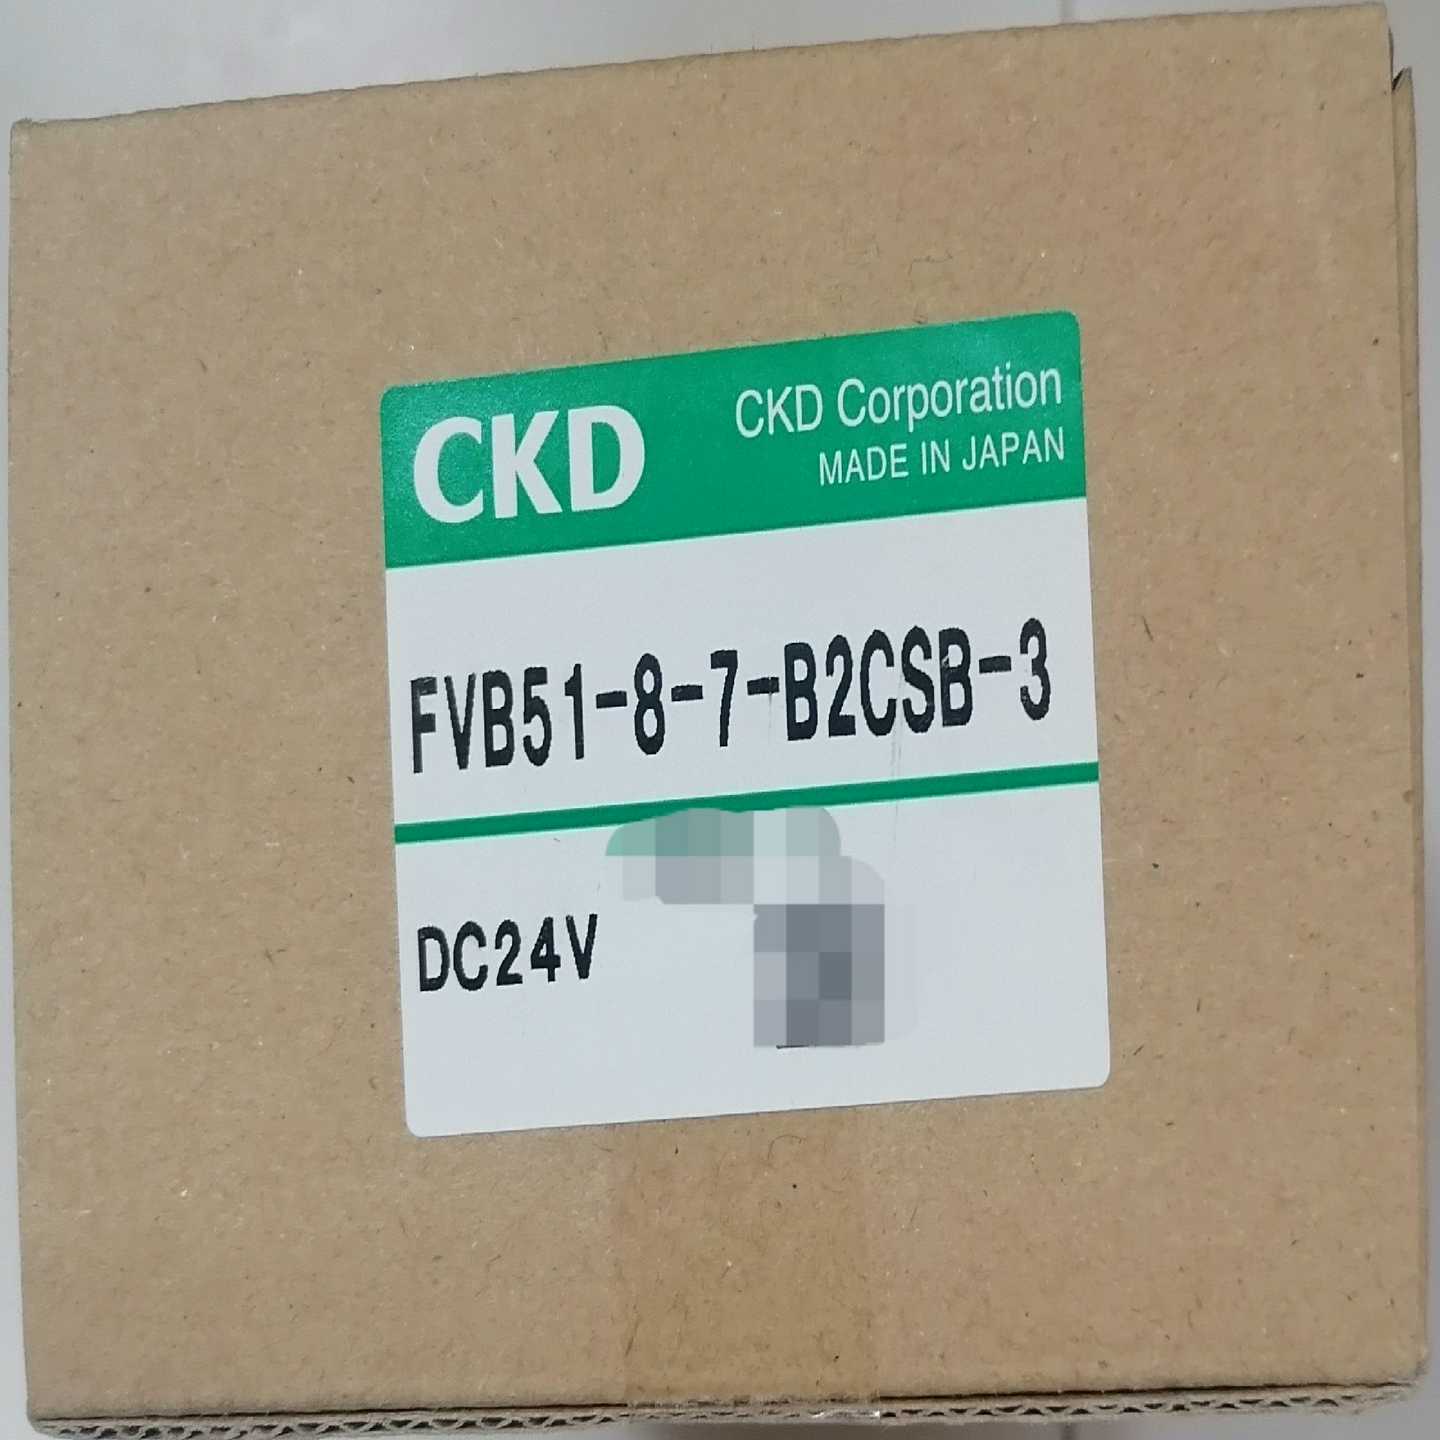 CKD
CKD Corporation
MADE IN JAPAN
FVB51-8-7-B2CSB-3
DC24V